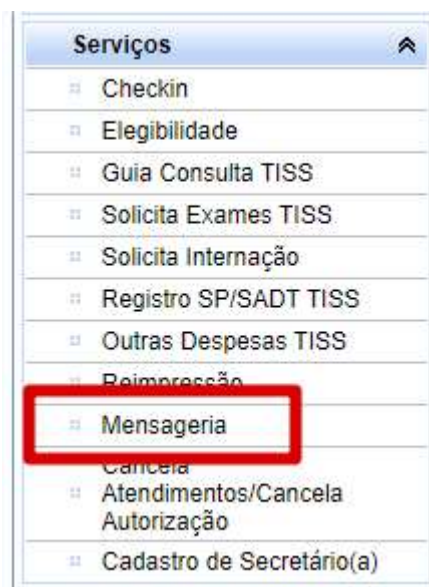 Serviços
Checkin
Elegibilidade
Guia Consulta TISS
Solicita Exames TISS
Solicita Internação
Registro SP/SADT TISS
Outras Despesas TISS
Reimpressão
Mensageria
Cancela
Atendimentos/Cancela
Autorização
Cadastro de Secretário(a)